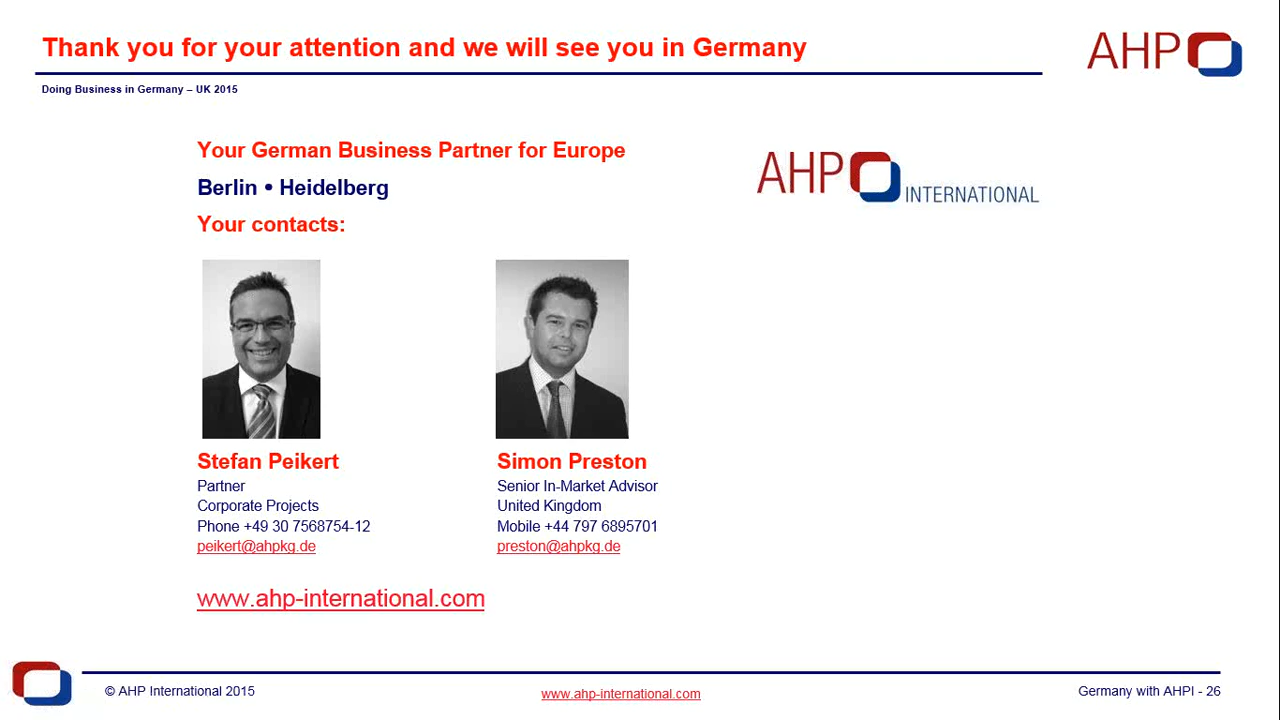 Thank you for your attention and we will see you in Germany
AHP
Doing Business in Germany – UK 2015
Your German Business Partner for Europe
Berlin • Heidelberg
AHP INTERNATIONAL
Your contacts:
Stefan Peikert
Partner
Corporate Projects
Phone +49 30 7568754-12
peikert@ahpkg.de
Simon Preston
Senior In-Market Advisor
United Kingdom
Mobile +44 797 6895701
preston@ahpkg.de
www.ahp-international.com
© AHP International 2015
www.ahp-international.com
Germany with AHPI - 26